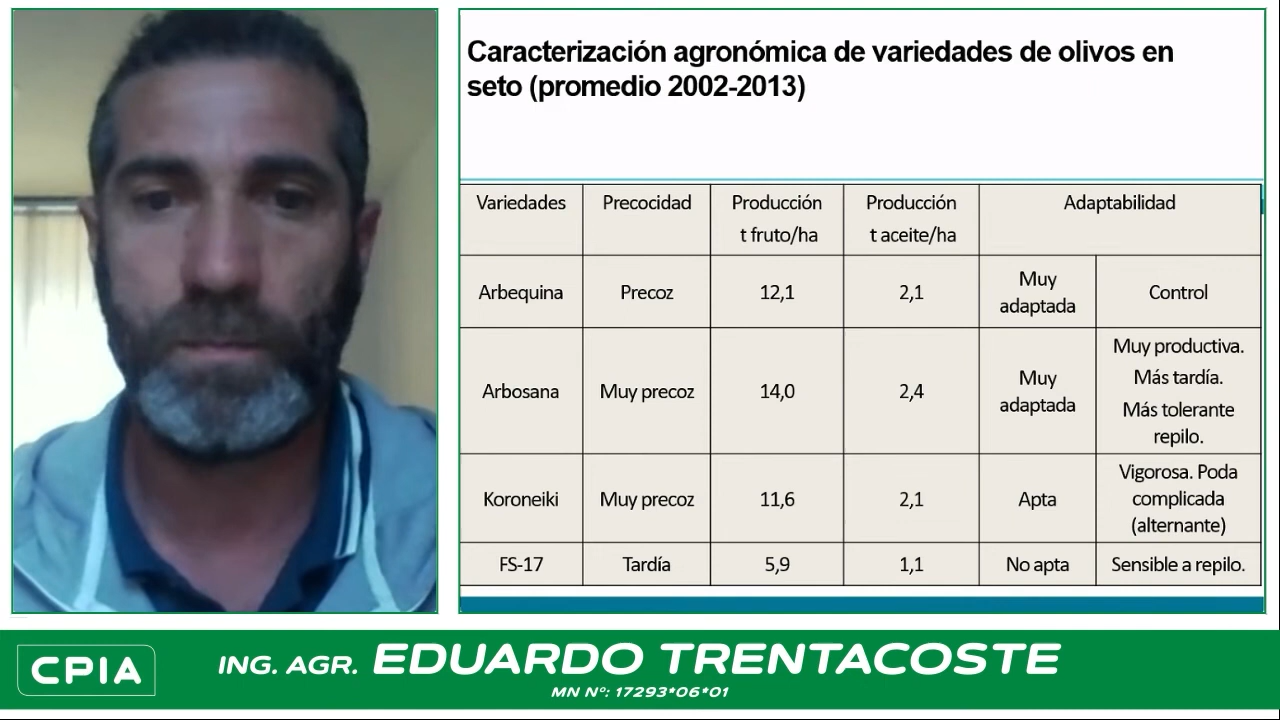 Caracterización agronómica de variedades de olivos en
seto (promedio 2002-2013)
Variedades Precocidad Producción t fruto/ha Producción t aceite/ha Adaptabilidad
Arbequina Precoz 12,1 2,1 Muy adaptada Control
Arbosana Muy precoz 14,0 2,4 Muy adaptada Muy productiva. Más tardía. Más tolerante repilo.
Koroneiki Muy precoz 11,6 2,1 Apta Vigorosa. Poda complicada (alternante)
FS-17 Tardía 5,9 1,1 No apta Sensible a repilo.
CPIA
ING. AGR. EDUARDO TRENTACOSTE
MN Nº: 17293*06*01